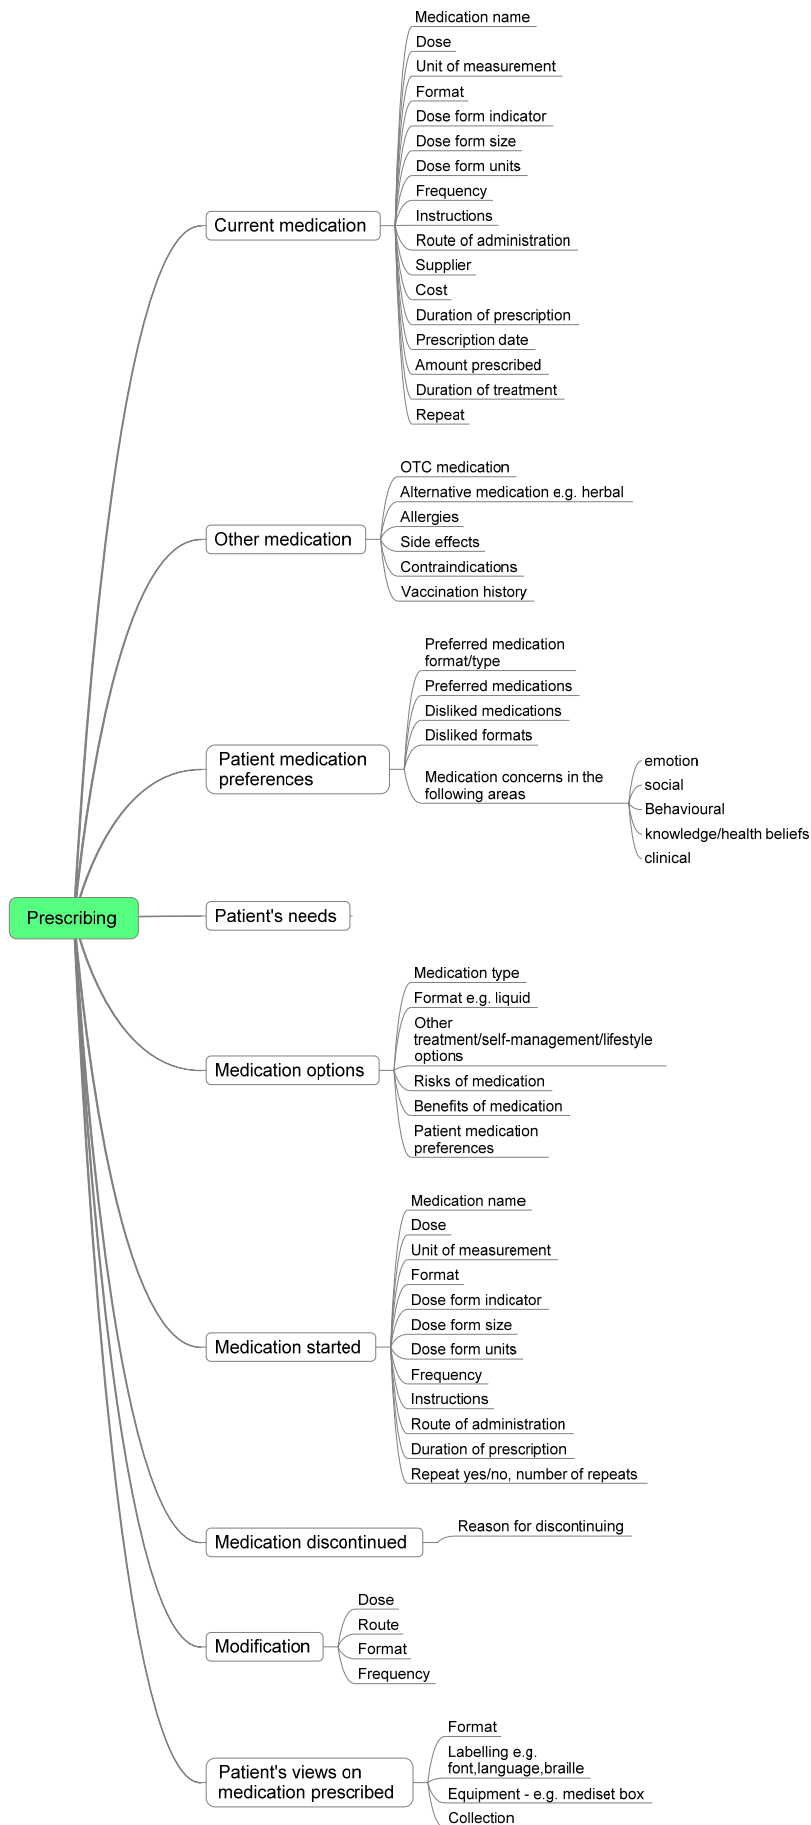 Medication name
Dose
Unit of measurement
Format
Dose form indicator
Dose form size
Dose form units
Frequency
Instructions
Route of administration
Supplier
Cost
Duration of prescription
Prescription date
Amount prescribed
Duration of treatment
Repeat
Current medication
OTC medication
Alternative medication e.g. herbal
Allergies
Side effects
Contraindications
Vaccination history
Other medication
Preferred medication
format/type
Preferred medications
Disliked medications
Disliked formats
Medication concerns in the
following areas
emotion
social
Behavioural
knowledge/health beliefs
clinical
Patient medication
preferences
Prescribing
Patient's needs
Medication type
Format e.g. liquid
Other
treatment/self-management/lifestyle
options
Risks of medication
Benefits of medication
Patient medication
preferences
Medication options
Medication name
Dose
Unit of measurement
Format
Dose form indicator
Dose form size
Dose form units
Frequency
Instructions
Route of administration
Duration of prescription
Repeat yes/no, number of repeats
Medication started
Reason for discontinuing
Medication discontinued
Dose
Route
Format
Frequency
Modification
Format
Labelling e.g.
font,language,braille
Equipment - e.g. mediset box
Collection
Patient's views on
medication prescribed